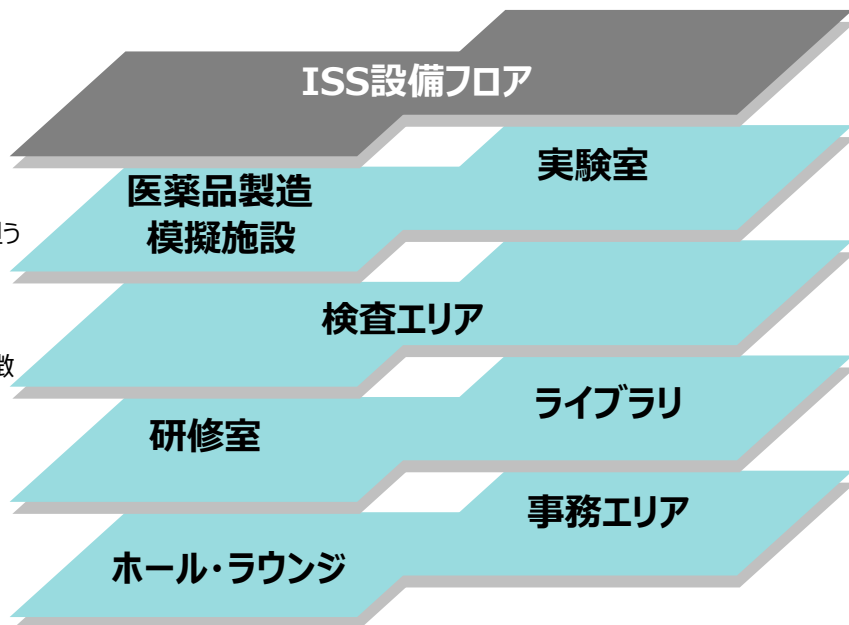 ISS設備フロア
実験室
医薬品製造
模擬施設
う
検査エリア
徴
ライブラリ
研修室
事務エリア
ホール・ラウンジ